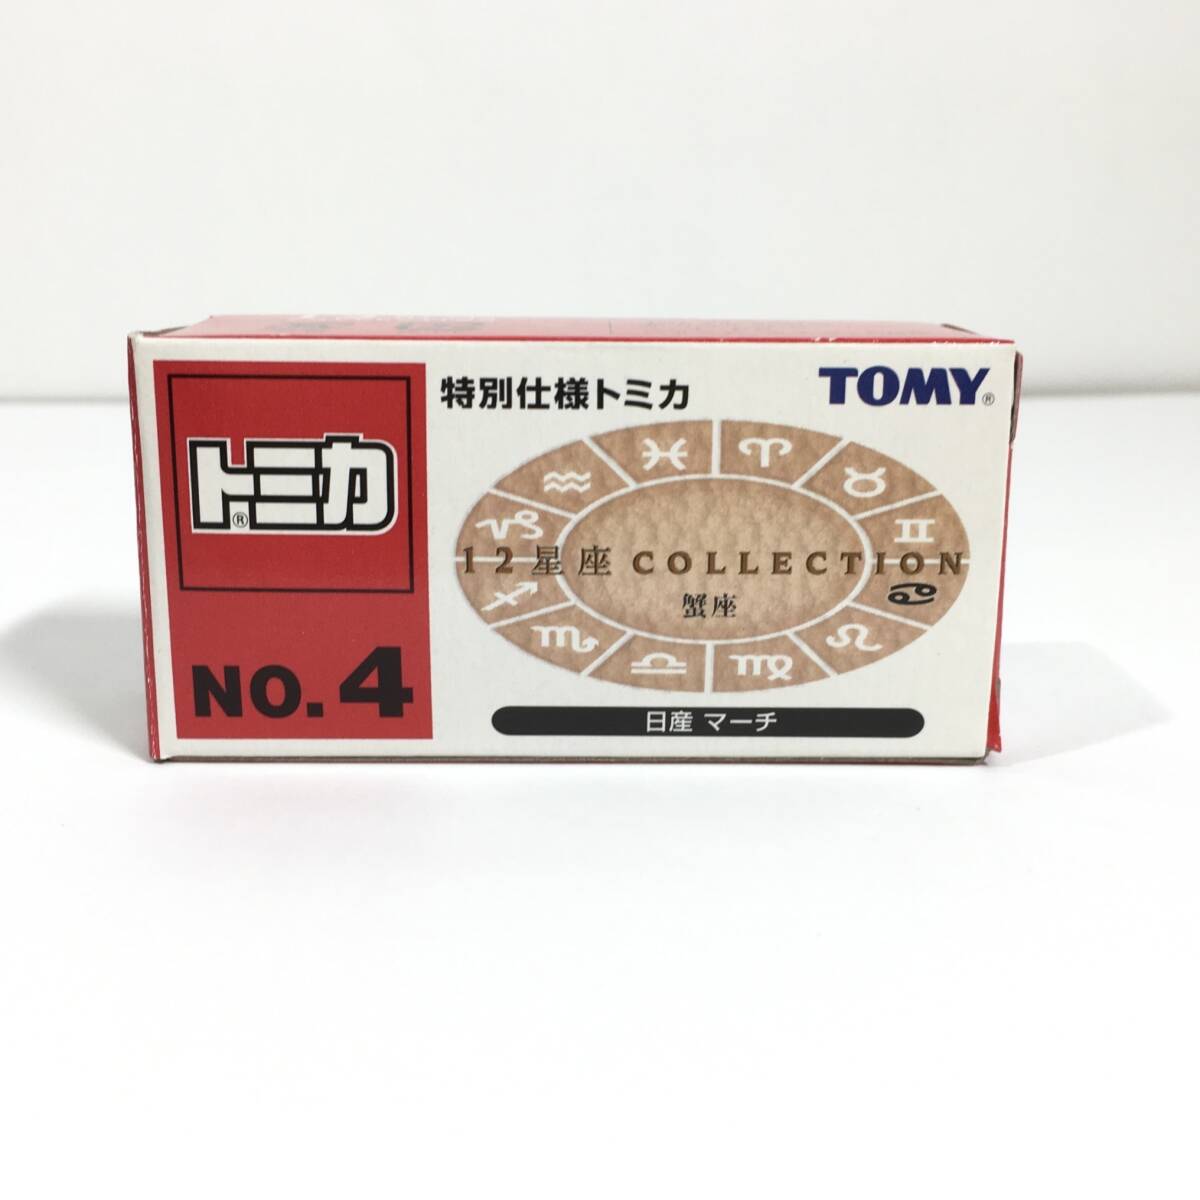 トミカ®
NO.4
特別仕様トミカ
TOMY®
12星座 COLLECTION
蟹座
日産 マーチ